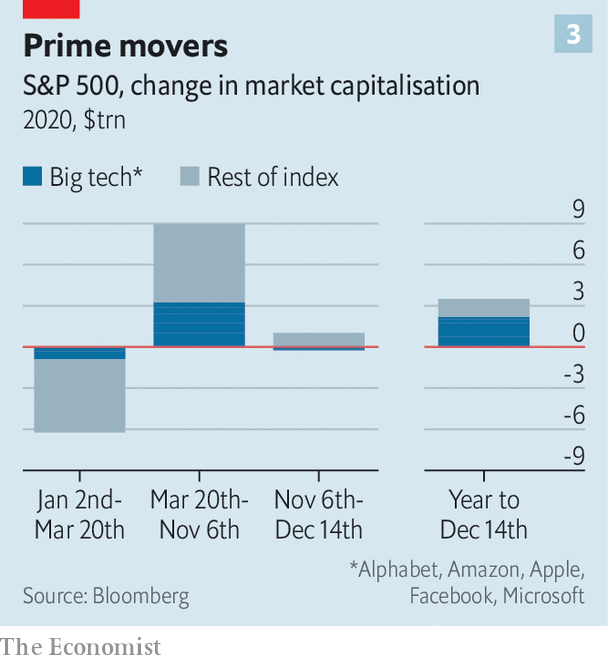 Prime movers
3
S&P 500, change in market capitalisation
2020, $trn
Big tech*
Rest of index
9
6
3
0
-3
-6
-9
Jan 2nd-
Mar 20th
Mar 20th-
Nov 6th
Nov 6th-
Dec 14th
Year to
Dec 14th
*Alphabet, Amazon, Apple,
Facebook, Microsoft
Source: Bloomberg
The Economist